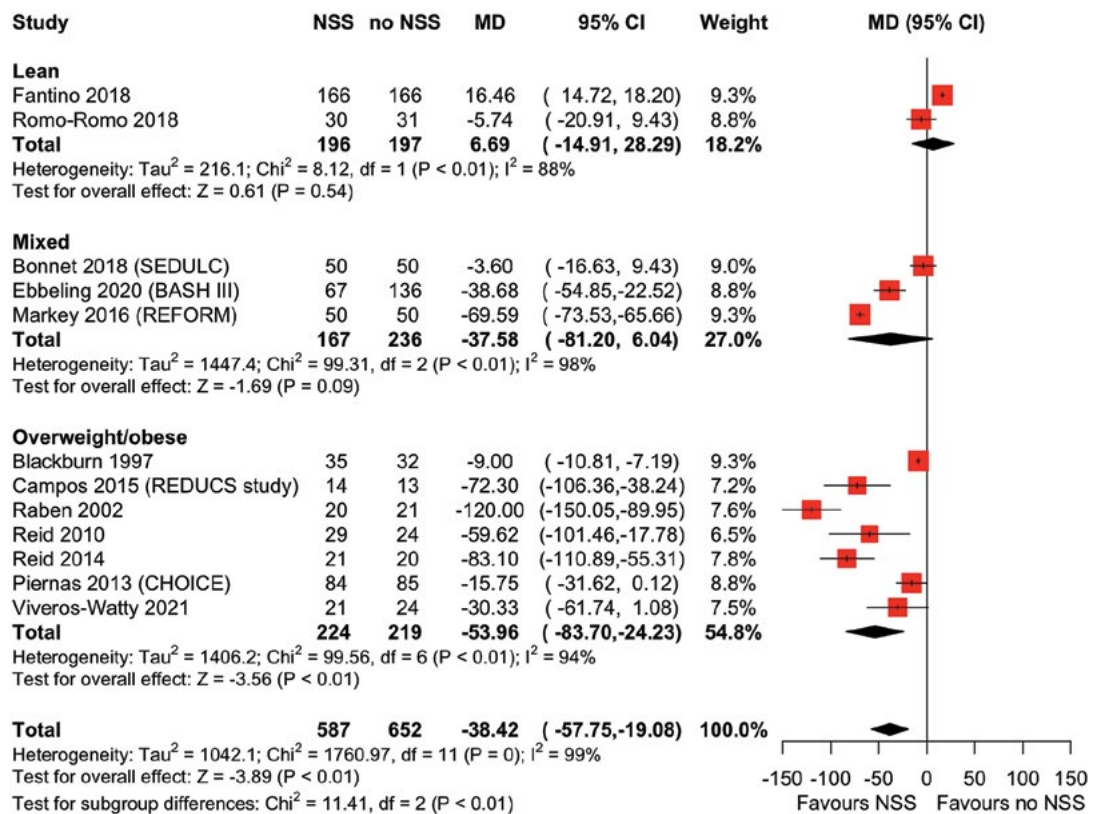 Study NSS no NSS MD 95% CI Weight MD (95% CI)
Lean
Fantino 2018 166 166 16.46 ( 14.72, 18.20) 9.3%
Romo-Romo 2018 30 31 -5.74 ( -20.91, 9.43) 8.8%
Total 196 197 6.69 ( -14.91, 28.29) 18.2%
Heterogeneity: Tau² = 216.1; Chi² = 8.12, df = 1 (P < 0.01); I² = 88%
Test for overall effect: Z = 0.61 (P = 0.54)
Mixed
Bonnet 2018 (SEDULC) 50 50 -3.60 ( -16.63, 9.43) 9.0%
Ebbeling 2020 (BASH III) 67 136 -38.68 ( -54.85,-22.52) 8.8%
Markey 2016 (REFORM) 50 50 -69.59 ( -73.53,-65.66) 9.3%
Total 167 236 -37.58 ( -81.20, 6.04) 27.0%
Heterogeneity: Tau² = 1447.4; Chi² = 99.31, df = 2 (P < 0.01); I² = 98%
Test for overall effect: Z = -1.69 (P = 0.09)
Overweight/obese
Blackburn 1997 35 32 -9.00 ( -10.81, -7.19) 9.3%
Campos 2015 (REDUCS study) 14 13 -72.30 (-106.36,-38.24) 7.2%
Raben 2002 20 21 -120.00 (-150.05,-89.95) 7.6%
Reid 2010 29 24 -59.62 (-101.46,-17.78) 6.5%
Reid 2014 21 20 -83.10 (-110.89,-55.31) 7.8%
Piernas 2013 (CHOICE) 84 85 -15.75 ( -31.62, 0.12) 8.8%
Viveros-Watty 2021 21 24 -30.33 ( -61.74, 1.08) 7.5%
Total 224 219 -53.96 ( -83.70,-24.23) 54.8%
Heterogeneity: Tau² = 1406.2; Chi² = 99.56, df = 6 (P < 0.01); I² = 94%
Test for overall effect: Z = -3.56 (P < 0.01)
Total 587 652 -38.42 ( -57.75,-19.08) 100.0%
Heterogeneity: Tau² = 1042.1; Chi² = 1760.97, df = 11 (P = 0); I² = 99%
Test for overall effect: Z = -3.89 (P < 0.01)
Test for subgroup differences: Chi² = 11.41, df = 2 (P < 0.01)
-150 -100 -50 0 50 100 150
Favours NSS Favours no NSS